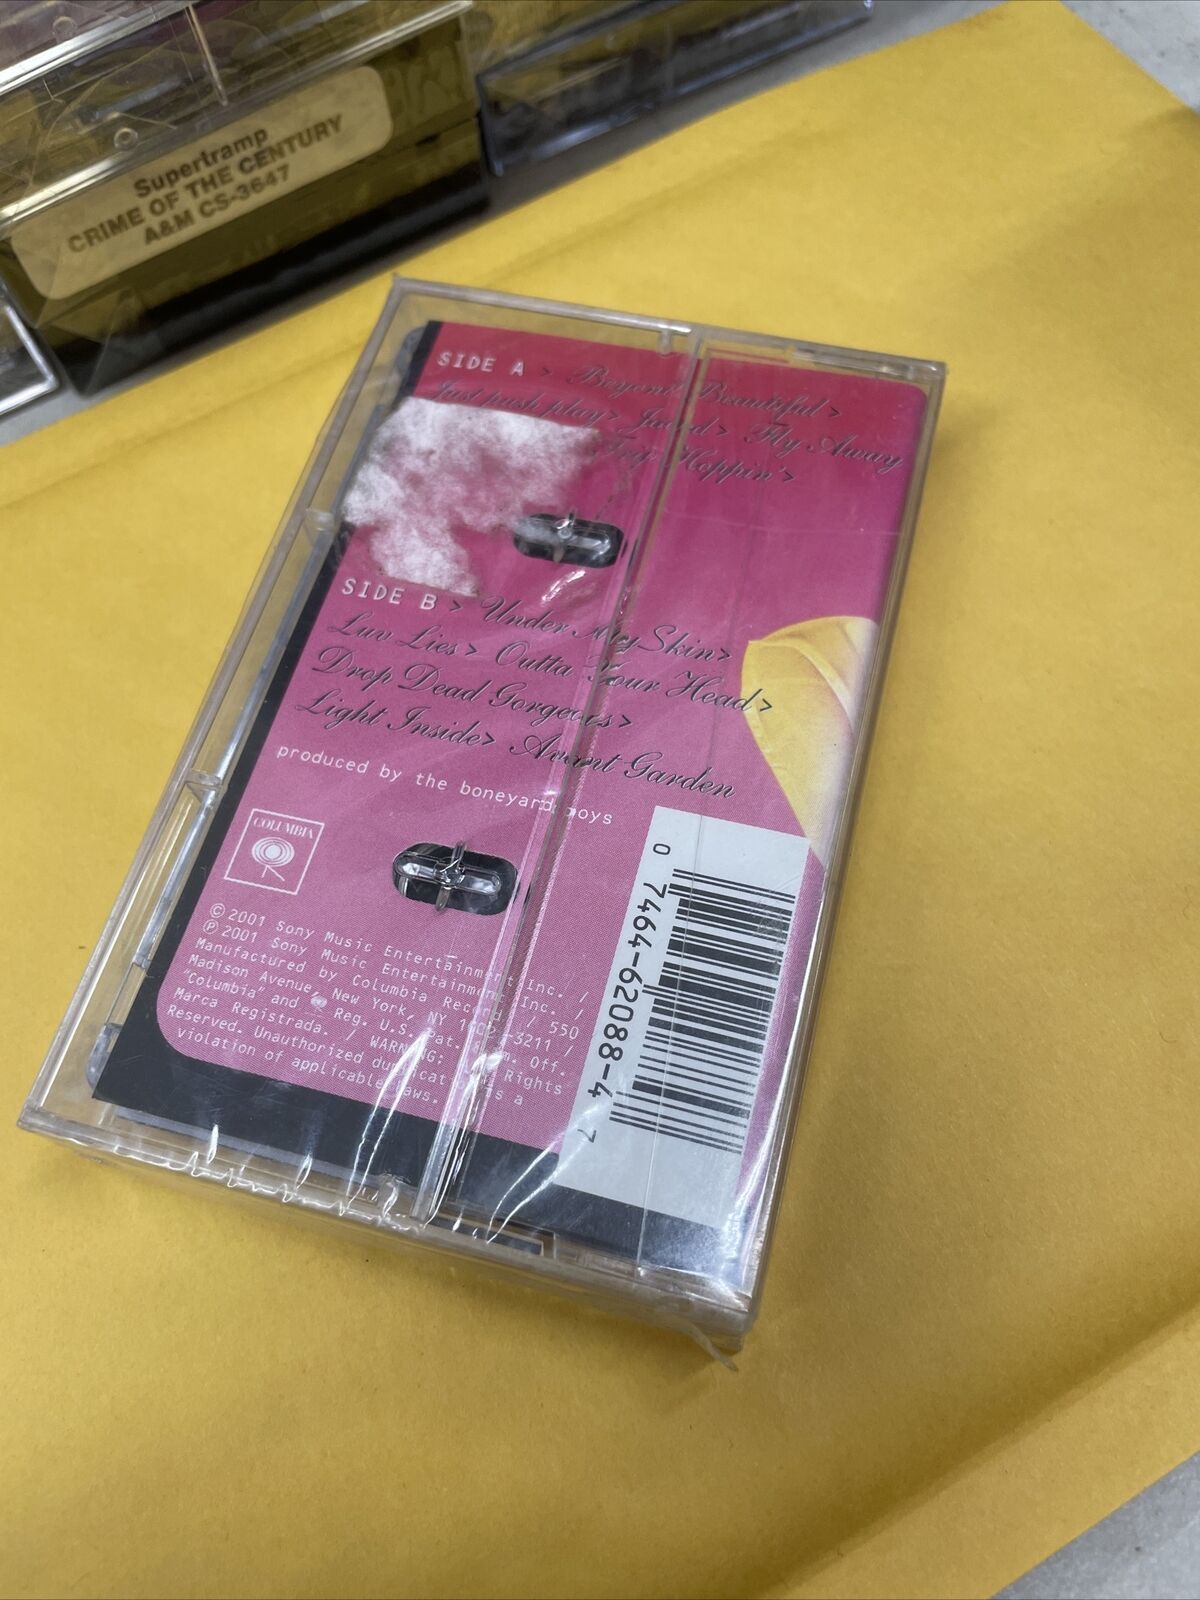 Supertramp
CRIME OF THE CENTURY
A&M CS-3647
SIDE A > Beyond Beautiful >
Just push play > Jaded > Fly Away
Trip Hoppin' >
SIDE B > Under My Skin >
Luv Lies > Outta Your Head >
Drop Dead Gorgeous >
Light Inside > Avant Garden
produced by the boneyard boys
COLUMBIA
© 2001 Sony Music Entertainment Inc. /
℗ 2001 Sony Music Entertainment Inc. /
Manufactured by Columbia Records / 550
Madison Avenue, New York, NY 10022-3211 /
"Columbia" and Reg. U.S. Pat. & Tm. Off.
Marca Registrada. / WARNING: All Rights
Reserved. Unauthorized duplication is a
violation of applicable laws.
0 7464-62088-4 7